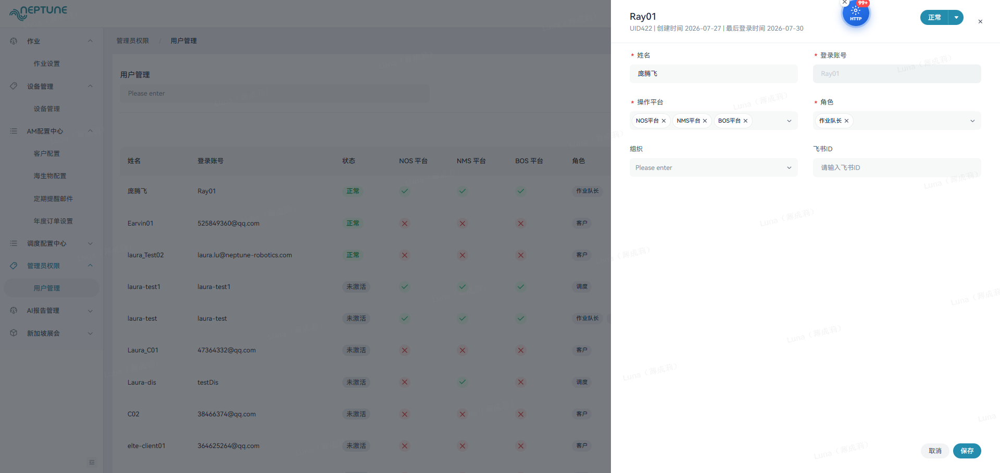 NEPTUNE
作业
作业设置
设备管理
设备管理
AM配置中心
客户配置
海生物配置
定期提醒邮件
年度订单设置
调度配置中心
管理员权限
用户管理
AI报告管理
新加坡展会
管理员权限 / 用户管理
用户管理
Please enter
姓名 登录账号 状态 NOS 平台 NMS 平台 BOS 平台 角色
庞腾飞 Ray01 正常 作业队长
Earvin01 525849360@qq.com 正常 客户
laura_Test02 laura.lu@neptune-robotics.com 正常 客户
laura-test1 laura-test1 未激活 调度
laura-test laura-test 未激活 作业队长
Laura_C01 47364332@qq.com 未激活 客户
Laura-dis testDis 未激活 调度
C02 38466374@qq.com 未激活 客户
elte-client01 364625264@qq.com 未激活 客户
Ray01
UID422 | 创建时间 2026-07-27 | 最后登录时间 2026-07-30
99+
HTTP
正常
* 姓名
庞腾飞
* 登录账号
Ray01
* 操作平台
NOS平台 NMS平台 BOS平台
* 角色
作业队长
组织
Please enter
飞书ID
请输入飞书ID
取消 保存